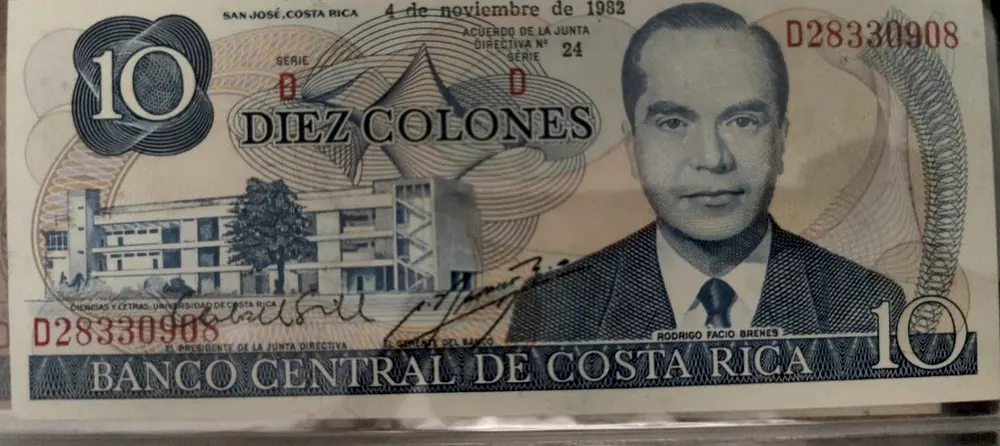 SAN JOSÉ, COSTA RICA 4 de noviembre de 1982
ACUERDO DE LA JUNTA
DIRECTIVA Nº 24
D28330908
10
SERIE
D
SERIE
D
DIEZ COLONES
CIENCIAS Y LETRAS, UNIVERSIDAD DE COSTA RICA
D28330908
EL PRESIDENTE DE LA JUNTA DIRECTIVA
EL GERENTE DEL BANCO
RODRIGO FACIO BRENES
10
BANCO CENTRAL DE COSTA RICA